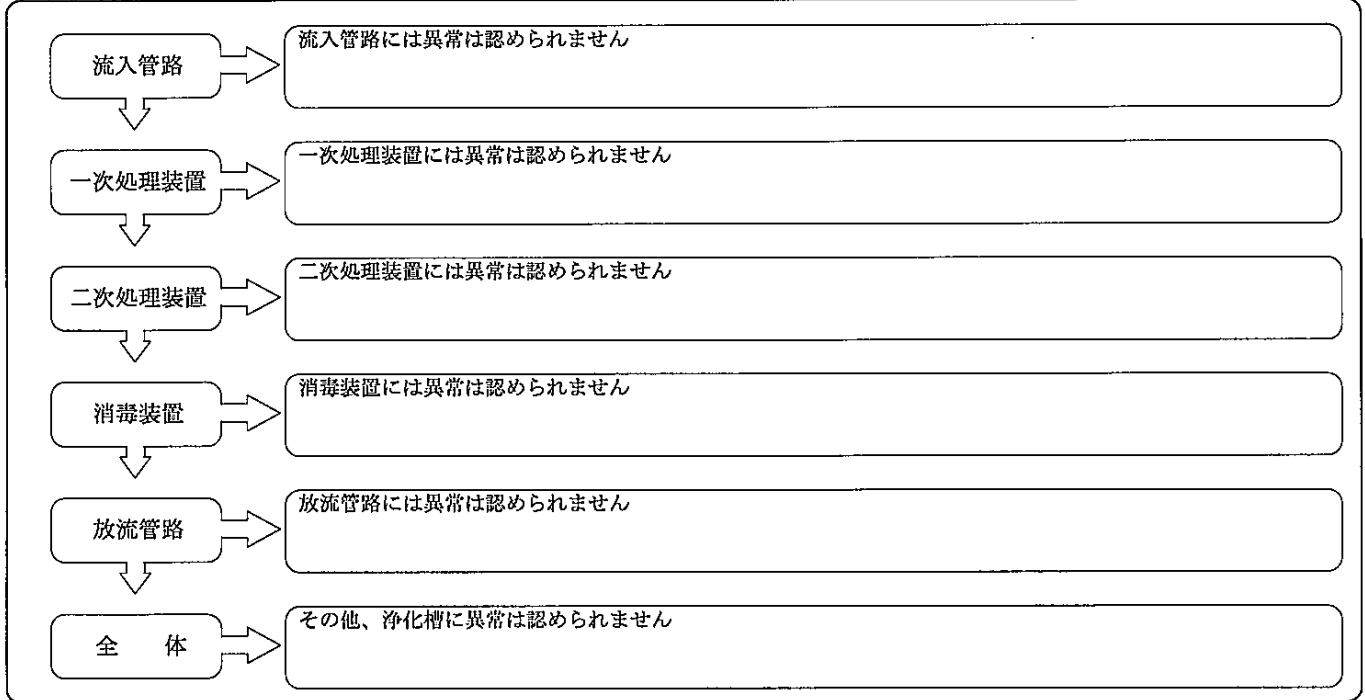 流入管路
流入管路には異常は認められません
一次処理装置
一次処理装置には異常は認められません
二次処理装置
二次処理装置には異常は認められません
消毒装置
消毒装置には異常は認められません
放流管路
放流管路には異常は認められません
全　体
その他、浄化槽に異常は認められません